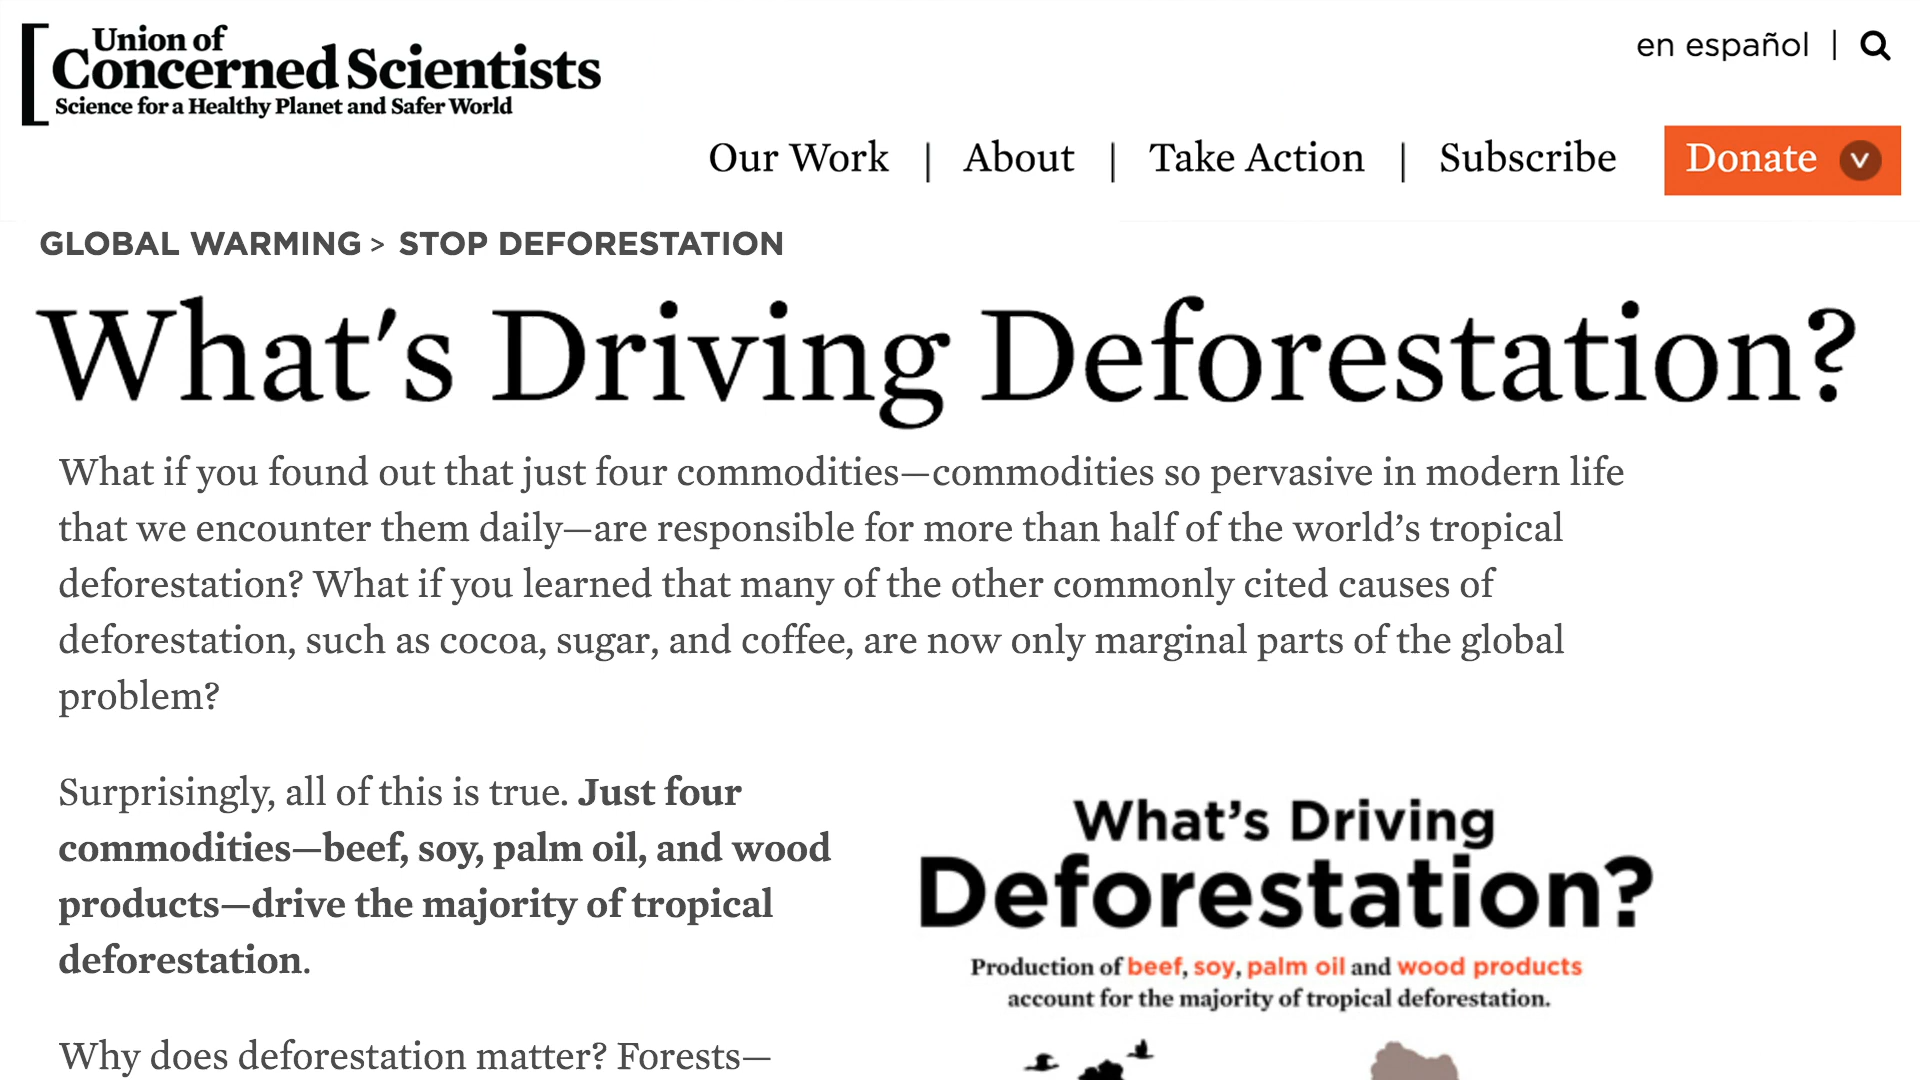 Union of
Concerned Scientists
Science for a Healthy Planet and Safer World
en español |
Our Work | About | Take Action | Subscribe Donate v
GLOBAL WARMING > STOP DEFORESTATION
What's Driving Deforestation?
What if you found out that just four commodities—commodities so pervasive in modern life
that we encounter them daily—are responsible for more than half of the world’s tropical
deforestation? What if you learned that many of the other commonly cited causes of
deforestation, such as cocoa, sugar, and coffee, are now only marginal parts of the global
problem?
Surprisingly, all of this is true. Just four
commodities—beef, soy, palm oil, and wood
products—drive the majority of tropical
deforestation.
Why does deforestation matter? Forests—
What’s Driving
Deforestation?
Production of beef, soy, palm oil and wood products
account for the majority of tropical deforestation.